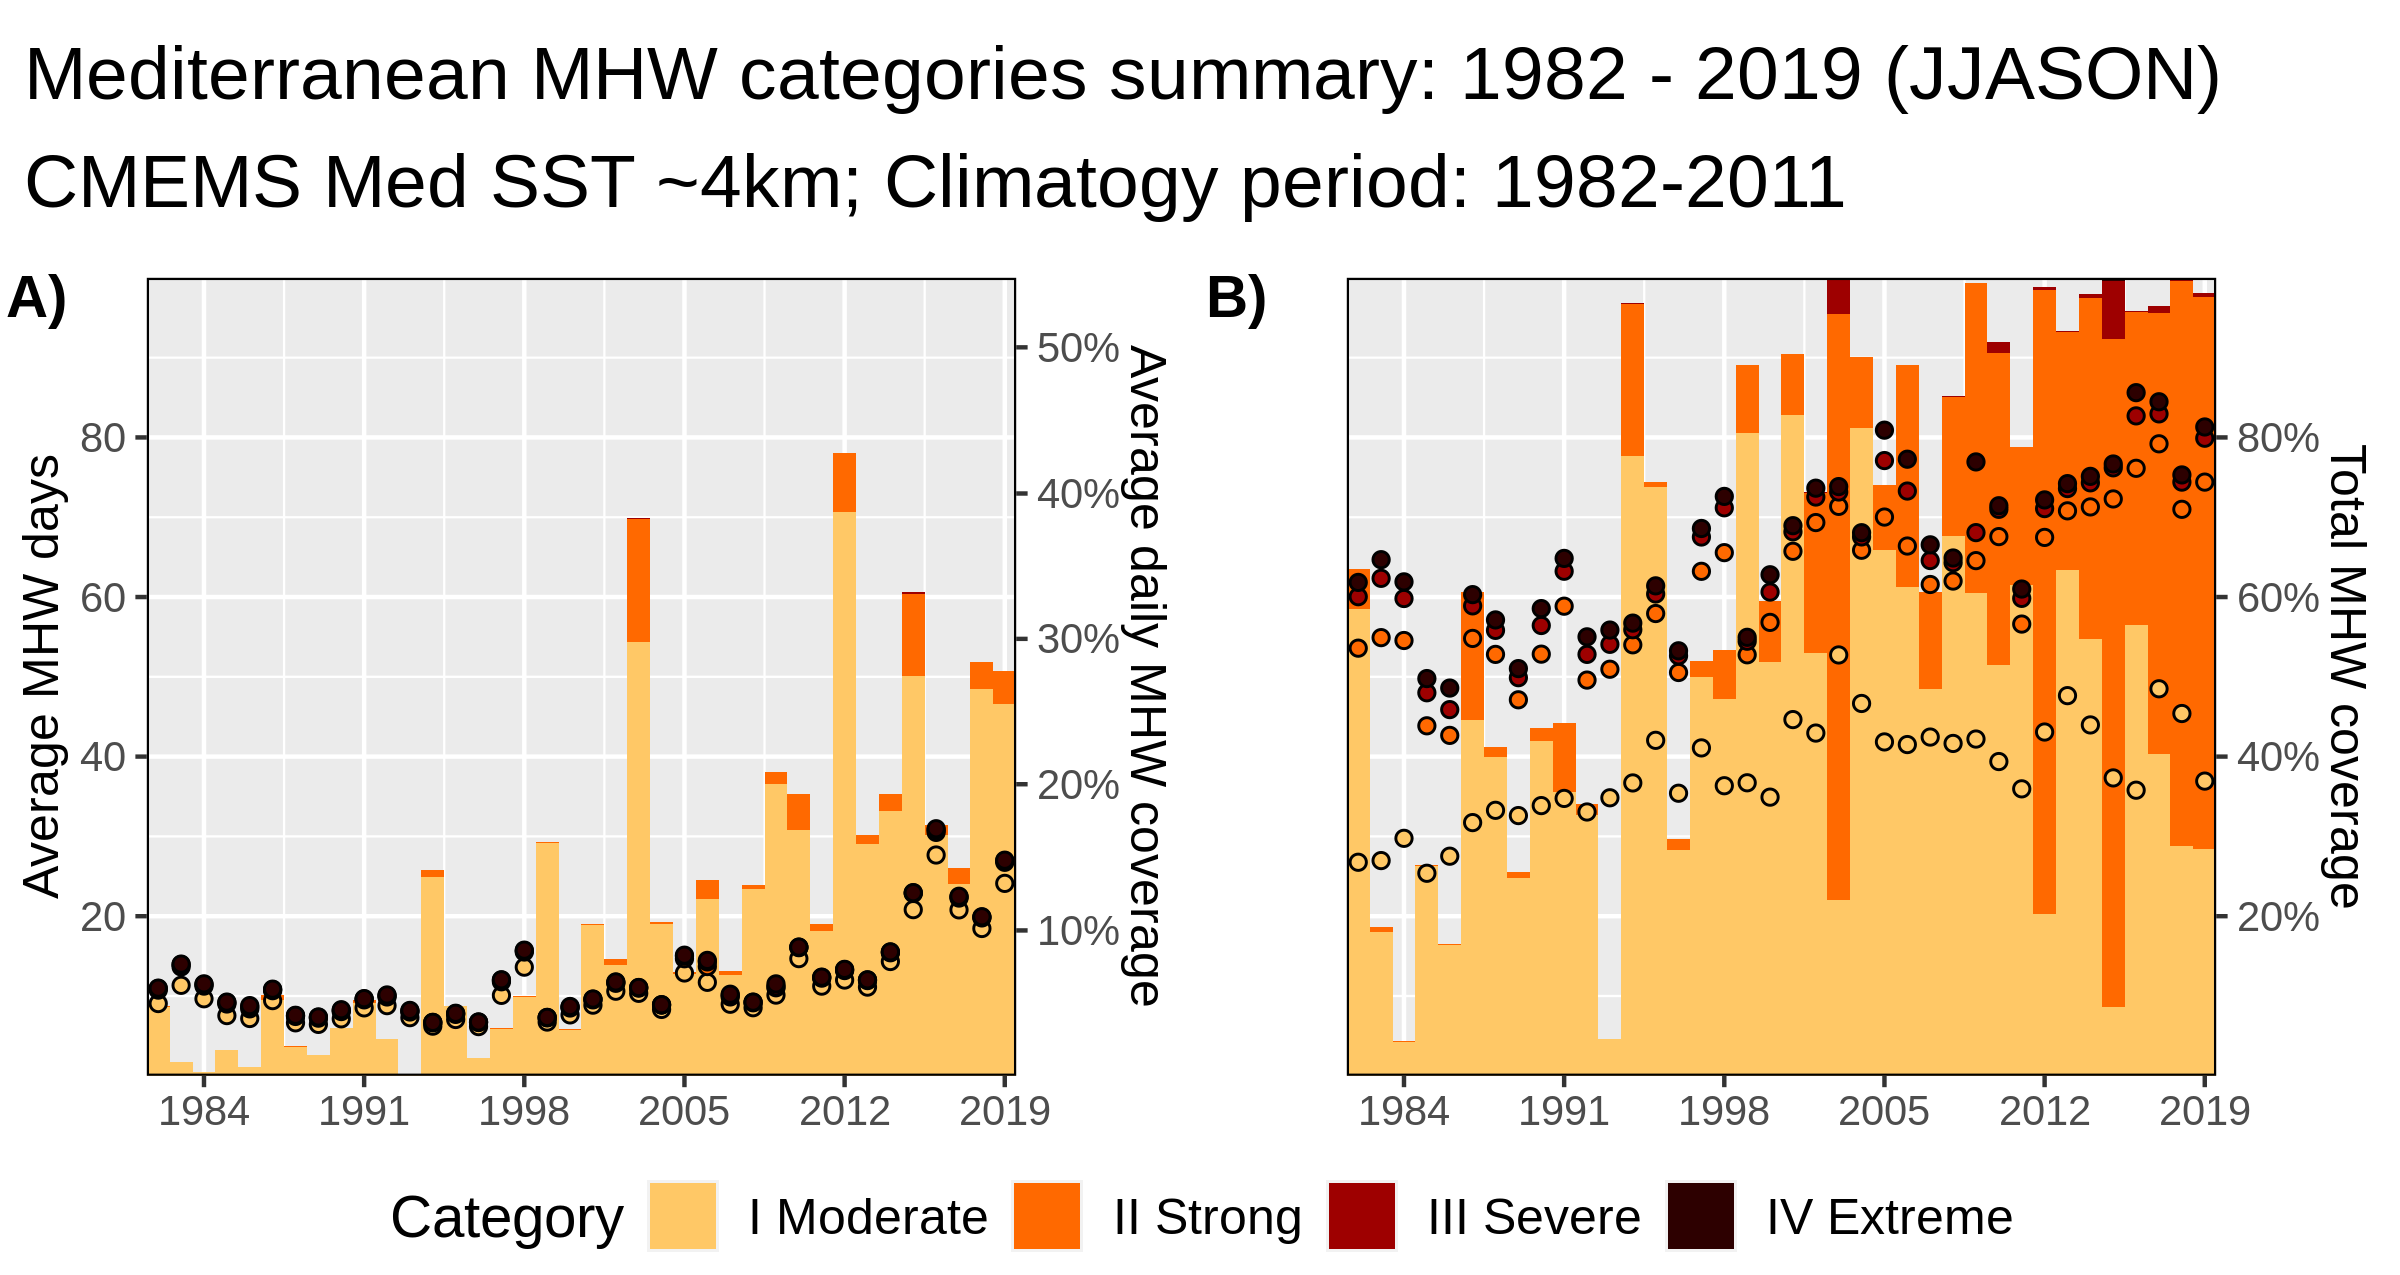 Mediterranean MHW categories summary: 1982 - 2019 (JJASON)
CMEMS Med SST ~4km; Climatogy period: 1982-2011
A)
Average MHW days
80
60
40
20
50%
40%
30%
20%
10%
Average daily MHW coverage
1984 1991 1998 2005 2012 2019
B)
80%
60%
40%
20%
Total MHW coverage
1984 1991 1998 2005 2012 2019
Category I Moderate II Strong III Severe IV Extreme